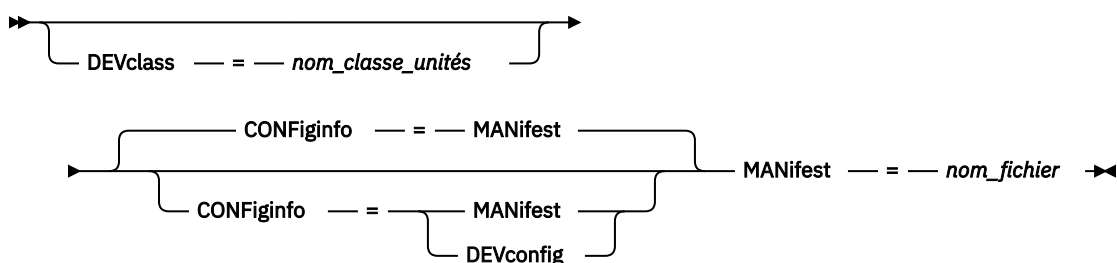 DEVclass = nom_classe_unités
CONFiginfo = MANifest
MANifest = nom_fichier
CONFiginfo = MANifest
DEVconfig